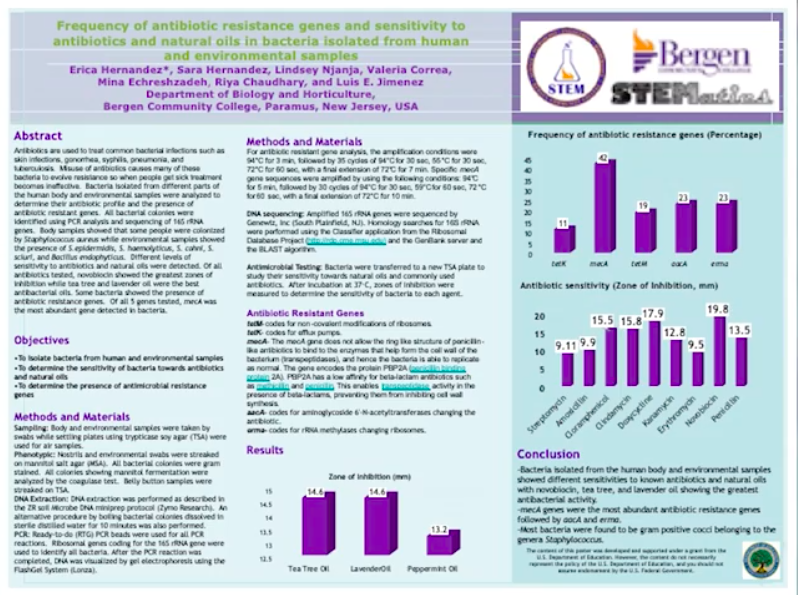 Frequency of antibiotic resistance genes and sensitivity to
antibiotics and natural oils in bacteria isolated from human
and environmental samples
Erica Hernandez*, Sara Hernandez, Lindsey Njanja, Valeria Correa,
Mina Echreshzadeh, Riya Chaudhary, and Luis E. Jimenez
Department of Biology and Horticulture,
Bergen Community College, Paramus, New Jersey, USA
STEM
Bergen
STEMatics
Abstract
Antibiotics are used to treat common bacterial infections such as
skin infections, gonorrhea, syphilis, pneumonia, and
tuberculosis. Misuse of antibiotics causes many of these
bacteria to evolve resistance so when people get sick treatment
becomes ineffective. Bacteria isolated from different parts of
the human body and environmental samples were analyzed to
determine their antibiotic profile and the presence of
antibiotic resistant genes. All bacterial colonies were
identified using PCR analysis and sequencing of 16S rRNA
genes. Body samples showed that some people were colonized
by Staphylococcus aureus while environmental samples showed
the presence of S.epidermidis, S. haemolyticus, S. cohni, S.
sciuri, and Bacillus endophyticus. Different levels of
sensitivity to antibiotics and natural oils were detected. Of all
antibiotics tested, novobiocin showed the greatest zones of
inhibition while tea tree and lavender oil were the best
antibacterial oils. Some bacteria showed the presence of
antibiotic resistance genes. Of all 5 genes tested, mecA was
the most abundant gene detected in bacteria.
Objectives
•To isolate bacteria from human and environmental samples
•To determine the sensitivity of bacteria towards antibiotics
and natural oils
•To determine the presence of antimicrobial resistance
genes
Methods and Materials
Sampling: Body and environmental samples were taken by
swabs while settling plates using trypticase soy agar (TSA) were
used for air samples.
Phenotypic: Nostrils and environmental swabs were streaked
on mannitol salt agar (MSA). All bacterial colonies were gram
stained. All colonies showing mannitol fermentation were
analyzed by the coagulase test. Belly button samples were
streaked on TSA.
DNA Extraction: DNA extraction was performed as described in
the ZR soil Microbe DNA miniprep protocol (Zymo Research). An
alternative procedure by boiling bacterial colonies dissolved in
sterile distilled water for 10 minutes was also performed.
PCR: Ready-to-go (RTG) PCR beads were used for all PCR
reactions. Ribosomal genes coding for the 16S rRNA gene were
used to identify all bacteria. After the PCR reaction was
completed, DNA was visualized by gel electrophoresis using the
FlashGel System (Lonza).
Methods and Materials
For antibiotic resistant gene analysis, the amplification conditions were
94°C for 3 min, followed by 35 cycles of 94°C for 30 sec, 55°C for 30 sec,
72°C for 60 sec, with a final extension of 72°C for 7 min. Specific mecA
gene sequences were amplified by using the following conditions: 94°C
for 5 min, followed by 30 cycles of 94°C for 30 sec, 59°C for 60 sec, 72°C
for 60 sec, with a final extension of 72°C for 10 min.
DNA sequencing: Amplified 16S rRNA genes were sequenced by
Genewiz, Inc (South Plainfield, NJ). Homology searches for 16S rRNA
were performed using the Classifier application from the Ribosomal
Database Project (http://rdp.cme.msu.edu) and the GenBank server and
the BLAST algorithm.
Antimicrobial Testing: Bacteria were transferred to a new TSA plate to
study their sensitivity towards natural oils and commonly used
antibiotics. After incubation at 37°C, zones of inhibition were
measured to determine the sensitivity of bacteria to each agent.
Antibiotic Resistant Genes
tetM- codes for non-covalent modifications of ribosomes.
tetK- codes for efflux pumps.
mecA- The mecA gene does not allow the ring like structure of penicillin-
like antibiotics to bind to the enzymes that help form the cell wall of the
bacterium (transpeptidases), and hence the bacteria is able to replicate
as normal. The gene encodes the protein PBP2A (penicillin binding
protein 2A). PBP2A has a low affinity for beta-lactam antibiotics such
as methicillin and penicillin. This enables transpeptidase activity in the
presence of beta-lactams, preventing them from inhibiting cell wall
synthesis.
aacA- codes for aminoglycoside 6'-N-acetyltransferases changing the
antibiotic.
erma- codes for rRNA methylases changing ribosomes.
Results
Zone of Inhibition (mm)
15
14.5
14
13.5
13
12.5
14.6
14.6
13.2
Tea Tree Oil
LavenderOil
Peppermint Oil
Frequency of antibiotic resistance genes (Percentage)
45
40
35
30
25
20
15
10
5
0
11
42
19
23
23
tetK
mecA
tetM
aacA
erma
Antibiotic sensitivity (Zone of Inhibition, mm)
20
15
10
5
0
9.11
9.9
15.5
15.8
17.9
12.8
9.5
19.8
13.5
Streptomycin
Amoxicillin
Cloramphenicol
Clindamycin
Doxycycline
Kanamycin
Erythromycin
Novobiocin
Penicillin
Conclusion
-Bacteria isolated from the human body and environmental samples
showed different sensitivities to known antibiotics and natural oils
with novobiocin, tea tree, and lavender oil showing the greatest
antibacterial activity.
-mecA genes were the most abundant antibiotic resistance genes
followed by aacA and erma.
-Most bacteria were found to be gram positive cocci belonging to the
genera Staphylococcus.
The content of this poster was developed and supported under a grant from the
U.S. Department of Education. However, the content do not necessarily
represent the policy of the U.S. Department of Education, and you should not
assume endorsement by the U.S. Federal Government.